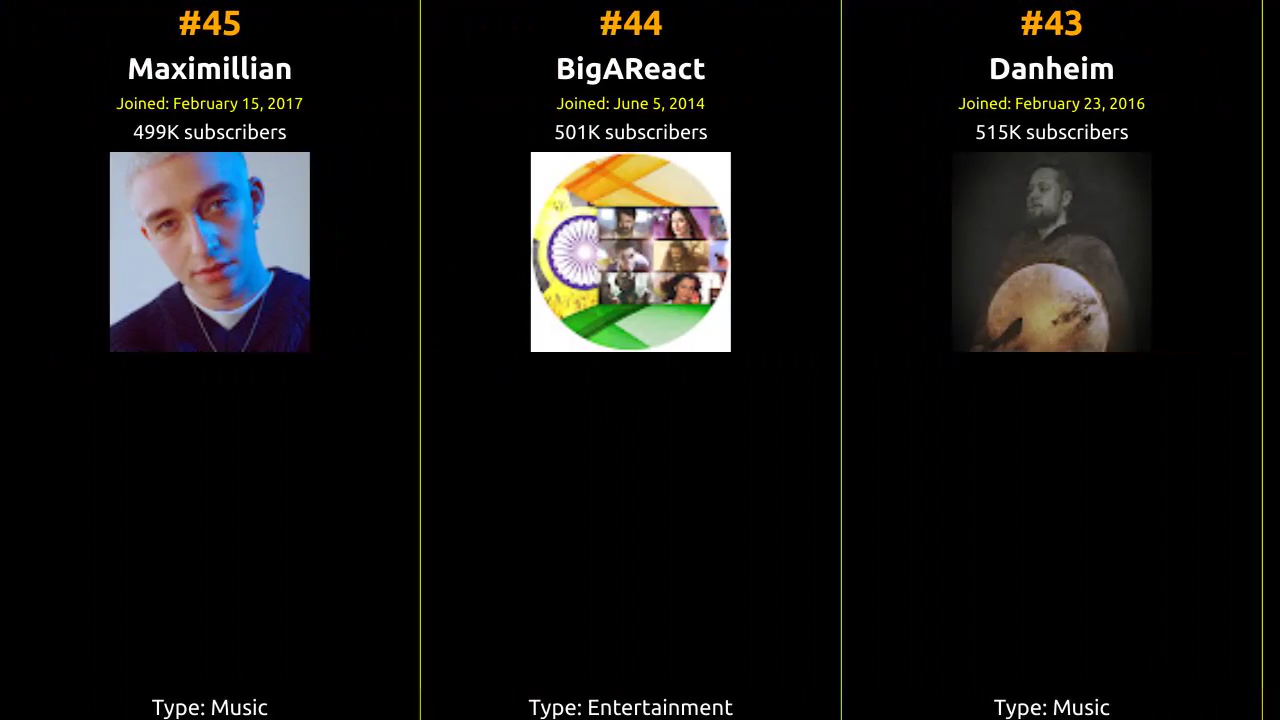 #45
Maximillian
Joined: February 15, 2017
499K subscribers
Type: Music
#44
BigAReact
Joined: June 5, 2014
501K subscribers
Type: Entertainment
#43
Danheim
Joined: February 23, 2016
515K subscribers
Type: Music